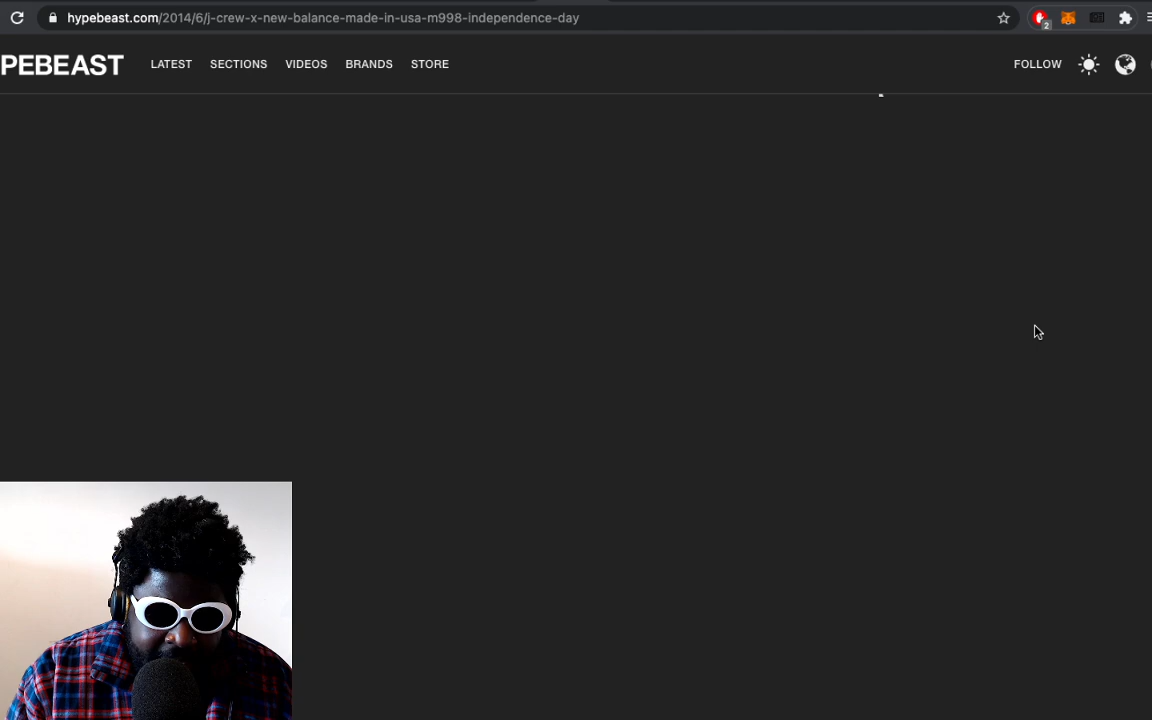 hypebeast.com/2014/6/j-crew-x-new-balance-made-in-usa-m998-independence-day
2
PEBEAST LATEST SECTIONS VIDEOS BRANDS STORE FOLLOW